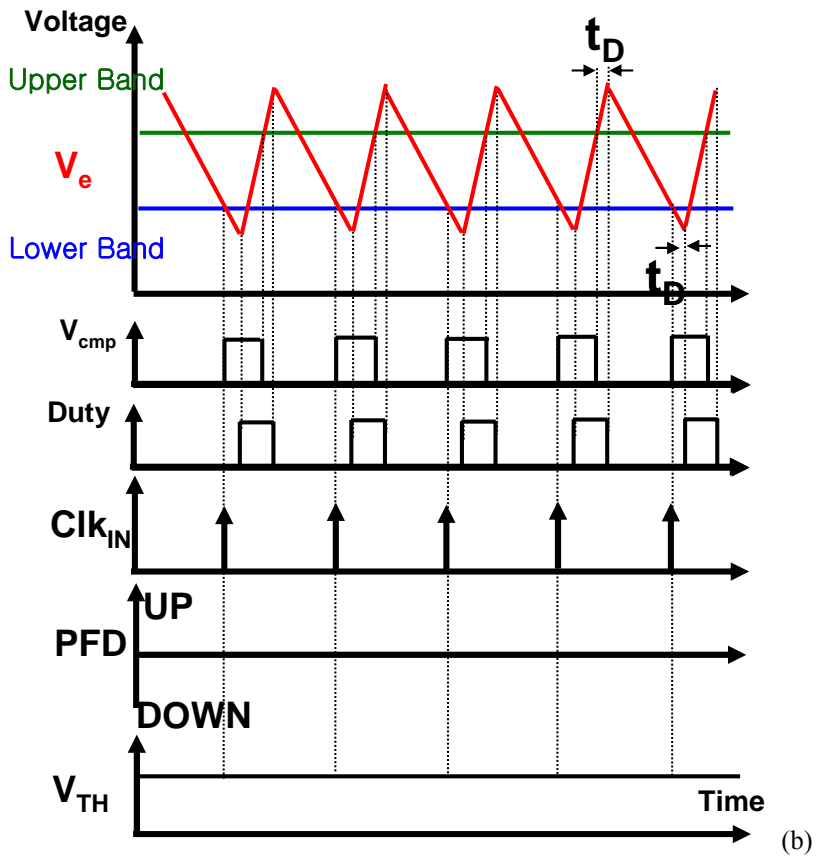 Voltage
t_D
Upper Band
V_e
Lower Band
t_D
V_cmp
Duty
Clk_IN
UP
PFD
DOWN
V_TH
Time
(b)